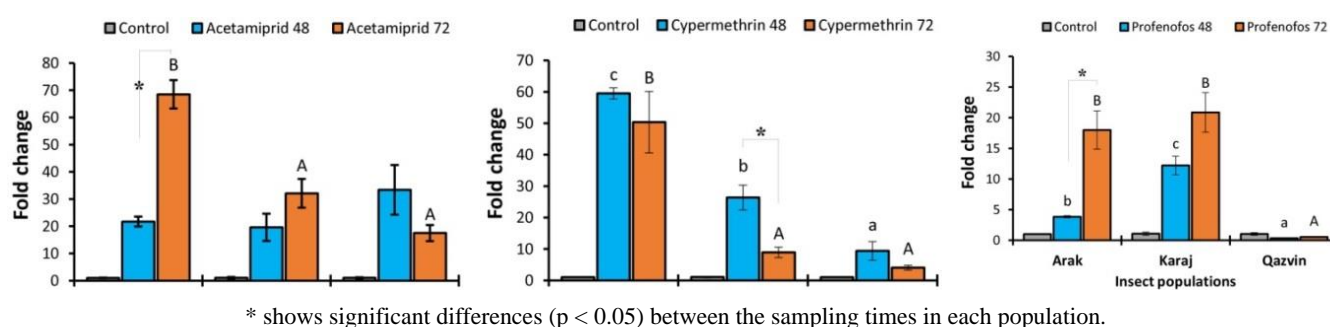 Control Acetamiprid 48 Acetamiprid 72
Fold change
80
70
60
50
40
30
20
10
0
*
B
A
A
Control Cypermethrin 48 Cypermethrin 72
Fold change
70
60
50
40
30
20
10
0
c
B
b
*
A
a
A
Control Profenofos 48 Profenofos 72
Fold change
30
25
20
15
10
5
0
b
*
B
c
B
a
A
Arak Karaj Qazvin
Insect populations
* shows significant differences (p < 0.05) between the sampling times in each population.